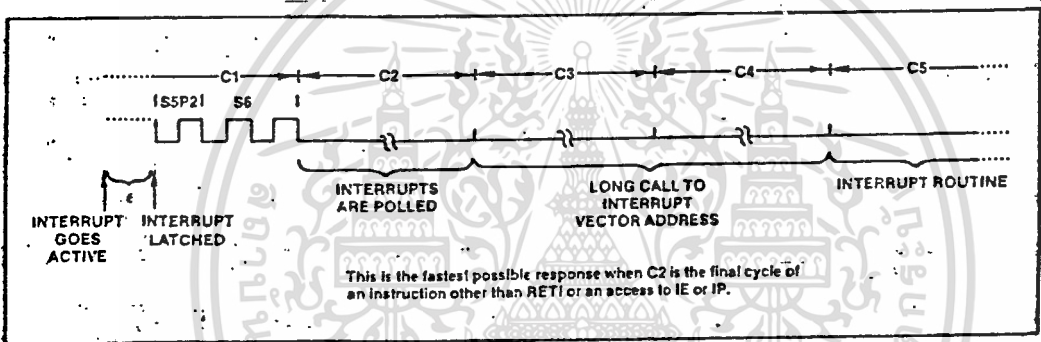 C1 C2 C3 C4 C5
S5P2 S6
ε
INTERRUPT GOES ACTIVE
INTERRUPT LATCHED
INTERRUPTS ARE POLLED
LONG CALL TO INTERRUPT VECTOR ADDRESS
INTERRUPT ROUTINE
This is the fastest possible response when C2 is the final cycle of
an instruction other than RETI or an access to IE or IP.